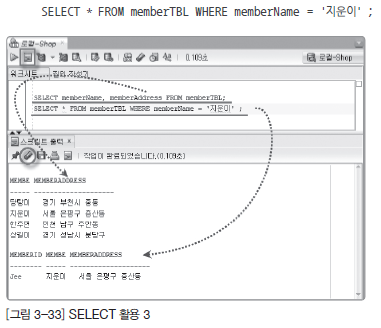 SELECT * FROM memberTBL WHERE memberName = '지운이' ;
로컬-Shop
0.109초
로컬-Shop
워크시트 질의 작성기
SELECT memberName, memberAddress FROM memberTBL;
SELECT * FROM memberTBL WHERE memberName = '지운이' ;
스크립트 출력
작업이 완료되었습니다.(0.109초)
MEMBE MEMBERADDRESS
당탕이 경기 부천시 중동
지운이 서울 은평구 증산동
한주연 인천 남구 주안동
상길이 경기 성남시 분당구
MEMBERID MEMBE MEMBERADDRESS
Jee 지운이 서울 은평구 증산동
[그림 3-33] SELECT 활용 3